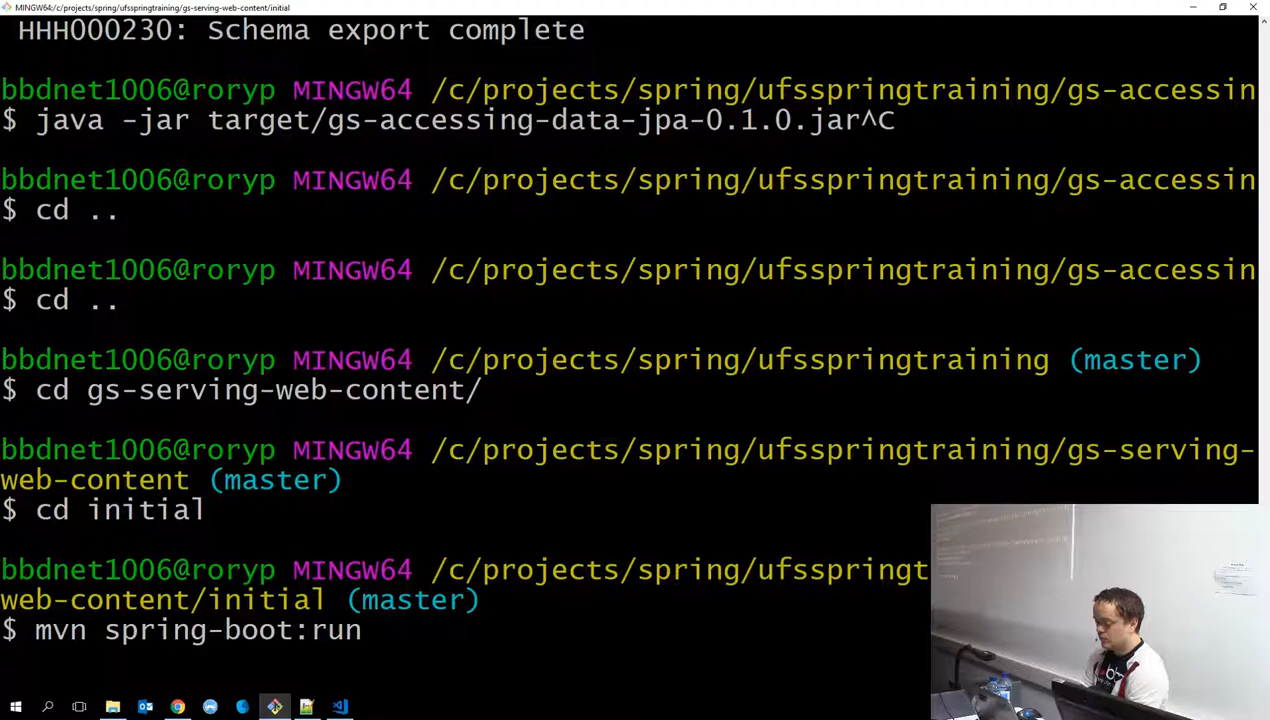 MINGW64:/c/projects/spring/ufsspringtraining/gs-serving-web-content/initial
HHH000230: Schema export complete
bbdnet1006@roryp MINGW64 /c/projects/spring/ufsspringtraining/gs-accessin
$ java -jar target/gs-accessing-data-jpa-0.1.0.jar^C
bbdnet1006@roryp MINGW64 /c/projects/spring/ufsspringtraining/gs-accessin
$ cd ..
bbdnet1006@roryp MINGW64 /c/projects/spring/ufsspringtraining/gs-accessin
$ cd ..
bbdnet1006@roryp MINGW64 /c/projects/spring/ufsspringtraining (master)
$ cd gs-serving-web-content/
bbdnet1006@roryp MINGW64 /c/projects/spring/ufsspringtraining/gs-serving-
web-content (master)
$ cd initial
bbdnet1006@roryp MINGW64 /c/projects/spring/ufsspringt
web-content/initial (master)
$ mvn spring-boot:run